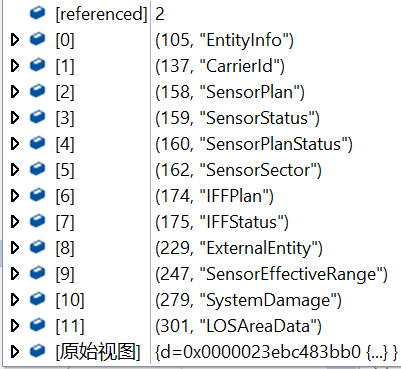 [referenced] 2
[0] (105, "EntityInfo")
[1] (137, "CarrierId")
[2] (158, "SensorPlan")
[3] (159, "SensorStatus")
[4] (160, "SensorPlanStatus")
[5] (162, "SensorSector")
[6] (174, "IFFPlan")
[7] (175, "IFFStatus")
[8] (229, "ExternalEntity")
[9] (247, "SensorEffectiveRange")
[10] (279, "SystemDamage")
[11] (301, "LOSAreaData")
[原始视图] {d=0x0000023ebc483bb0 {...} }